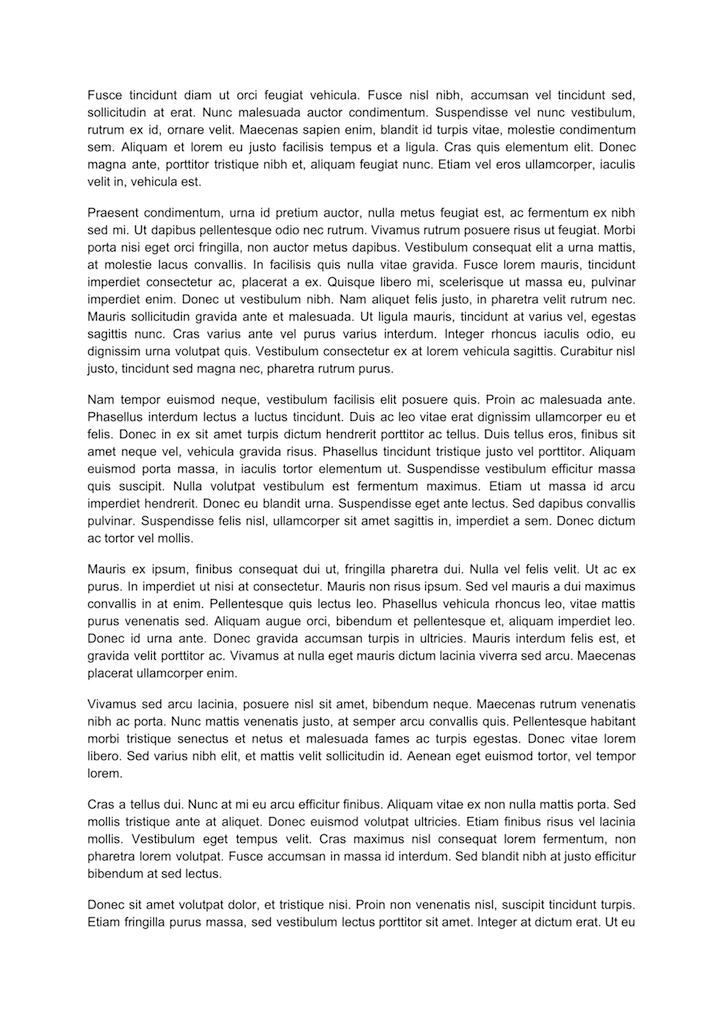 Fusce tincidunt diam ut orci feugiat vehicula. Fusce nisl nibh, accumsan vel tincidunt sed,
sollicitudin at erat. Nunc malesuada auctor condimentum. Suspendisse vel nunc vestibulum,
rutrum ex id, ornare velit. Maecenas sapien enim, blandit id turpis vitae, molestie condimentum
sem. Aliquam et lorem eu justo facilisis tempus et a ligula. Cras quis elementum elit. Donec
magna ante, porttitor tristique nibh et, aliquam feugiat nunc. Etiam vel eros ullamcorper, iaculis
velit in, vehicula est.
Praesent condimentum, urna id pretium auctor, nulla metus feugiat est, ac fermentum ex nibh
sed mi. Ut dapibus pellentesque odio nec rutrum. Vivamus rutrum posuere risus ut feugiat. Morbi
porta nisi eget orci fringilla, non auctor metus dapibus. Vestibulum consequat elit a urna mattis,
at molestie lacus convallis. In facilisis quis nulla vitae gravida. Fusce lorem mauris, tincidunt
imperdiet consectetur ac, placerat a ex. Quisque libero mi, scelerisque ut massa eu, pulvinar
imperdiet enim. Donec ut vestibulum nibh. Nam aliquet felis justo, in pharetra velit rutrum nec.
Mauris sollicitudin gravida ante et malesuada. Ut ligula mauris, tincidunt at varius vel, egestas
sagittis nunc. Cras varius ante vel purus varius interdum. Integer rhoncus iaculis odio, eu
dignissim urna volutpat quis. Vestibulum consectetur ex at lorem vehicula sagittis. Curabitur nisl
justo, tincidunt sed magna nec, pharetra rutrum purus.
Nam tempor euismod neque, vestibulum facilisis elit posuere quis. Proin ac malesuada ante.
Phasellus interdum lectus a luctus tincidunt. Duis ac leo vitae erat dignissim ullamcorper eu et
felis. Donec in ex sit amet turpis dictum hendrerit porttitor ac tellus. Duis tellus eros, finibus sit
amet neque vel, vehicula gravida risus. Phasellus tincidunt tristique justo vel porttitor. Aliquam
euismod porta massa, in iaculis tortor elementum ut. Suspendisse vestibulum efficitur massa
quis suscipit. Nulla volutpat vestibulum est fermentum maximus. Etiam ut massa id arcu
imperdiet hendrerit. Donec eu blandit urna. Suspendisse eget ante lectus. Sed dapibus convallis
pulvinar. Suspendisse felis nisl, ullamcorper sit amet sagittis in, imperdiet a sem. Donec dictum
ac tortor vel mollis.
Mauris ex ipsum, finibus consequat dui ut, fringilla pharetra dui. Nulla vel felis velit. Ut ac ex
purus. In imperdiet ut nisi at consectetur. Mauris non risus ipsum. Sed vel mauris a dui maximus
convallis in at enim. Pellentesque quis lectus leo. Phasellus vehicula rhoncus leo, vitae mattis
purus venenatis sed. Aliquam augue orci, bibendum et pellentesque et, aliquam imperdiet leo.
Donec id urna ante. Donec gravida accumsan turpis in ultricies. Mauris interdum felis est, et
gravida velit porttitor ac. Vivamus at nulla eget mauris dictum lacinia viverra sed arcu. Maecenas
placerat ullamcorper enim.
Vivamus sed arcu lacinia, posuere nisl sit amet, bibendum neque. Maecenas rutrum venenatis
nibh ac porta. Nunc mattis venenatis justo, at semper arcu convallis quis. Pellentesque habitant
morbi tristique senectus et netus et malesuada fames ac turpis egestas. Donec vitae lorem
libero. Sed varius nibh elit, et mattis velit sollicitudin id. Aenean eget euismod tortor, vel tempor
lorem.
Cras a tellus dui. Nunc at mi eu arcu efficitur finibus. Aliquam vitae ex non nulla mattis porta. Sed
mollis tristique ante at aliquet. Donec euismod volutpat ultricies. Etiam finibus risus vel lacinia
mollis. Vestibulum eget tempus velit. Cras maximus nisl consequat lorem fermentum, non
pharetra lorem volutpat. Fusce accumsan in massa id interdum. Sed blandit nibh at justo efficitur
bibendum at sed lectus.
Donec sit amet volutpat dolor, et tristique nisi. Proin non venenatis nisl, suscipit tincidunt turpis.
Etiam fringilla purus massa, sed vestibulum lectus porttitor sit amet. Integer at dictum erat. Ut eu